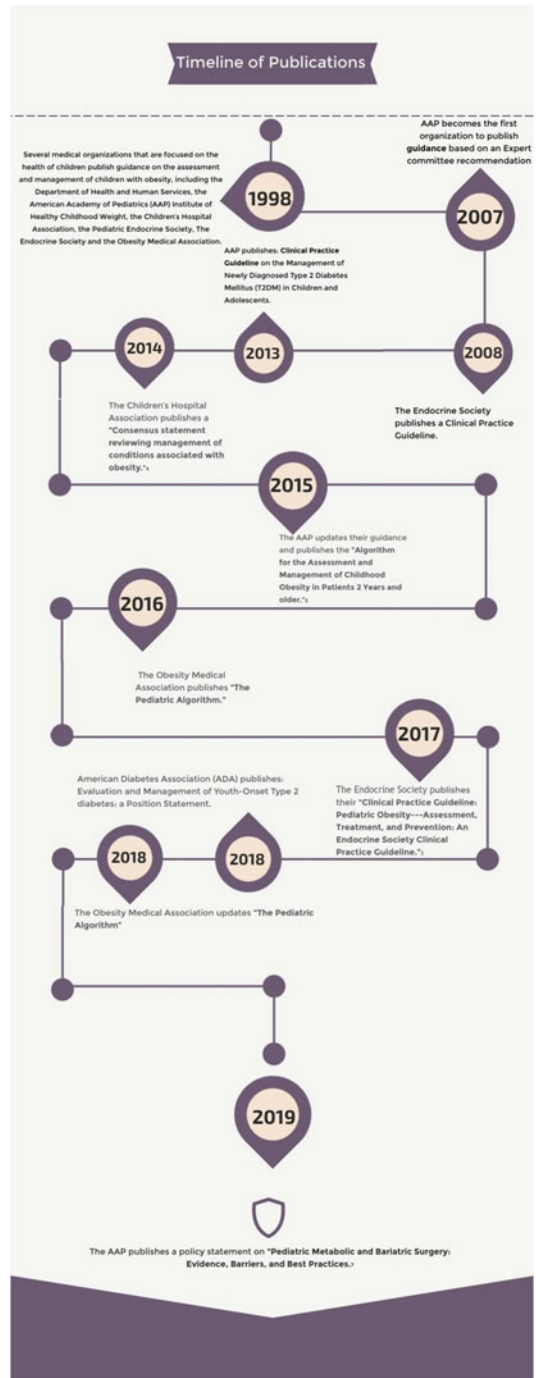 Timeline of Publications
Several medical organizations that are focused on the
health of children publish guidance on the assessment
and management of children with obesity, including the
Department of Health and Human Services, the
American Academy of Pediatrics (AAP) Institute of
Healthy Childhood Weight, the Children's Hospital
Association, the Pediatric Endocrine Society, The
Endocrine Society and the Obesity Medical Association.
1998
AAP becomes the first
organization to publish
guidance based on an Expert
committee recommendation
2007
AAP publishes: Clinical Practice
Guideline on the Management of
Newly Diagnosed Type 2 Diabetes
Mellitus (T2DM) in Children and
Adolescents.
2014
2013
2008
The Children's Hospital
Association publishes a
"Consensus statement
reviewing management of
conditions associated with
obesity."
The Endocrine Society
publishes a Clinical Practice
Guideline.
2015
The AAP updates their guidance
and publishes the "Algorithm
for the Assessment and
Management of Childhood
Obesity in Patients 2 Years and
older."
2016
The Obesity Medical
Association publishes "The
Pediatric Algorithm."
2017
The Endocrine Society publishes
their "Clinical Practice Guideline:
Pediatric Obesity---Assessment,
Treatment, and Prevention: An
Endocrine Society Clinical
Practice Guideline."
American Diabetes Association (ADA) publishes:
Evaluation and Management of Youth-Onset Type 2
diabetes: a Position Statement.
2018
2018
The Obesity Medical Association updates "The Pediatric
Algorithm"
2019
The AAP publishes a policy statement on "Pediatric Metabolic and Bariatric Surgery:
Evidence, Barriers, and Best Practices.7